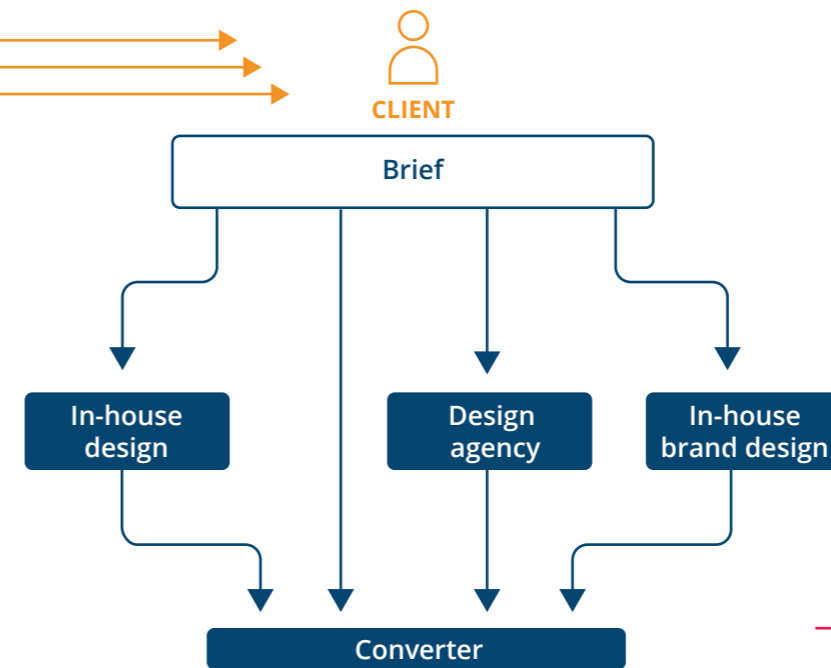 CLIENT
Brief
In-house
design
Design
agency
In-house
brand design
Converter